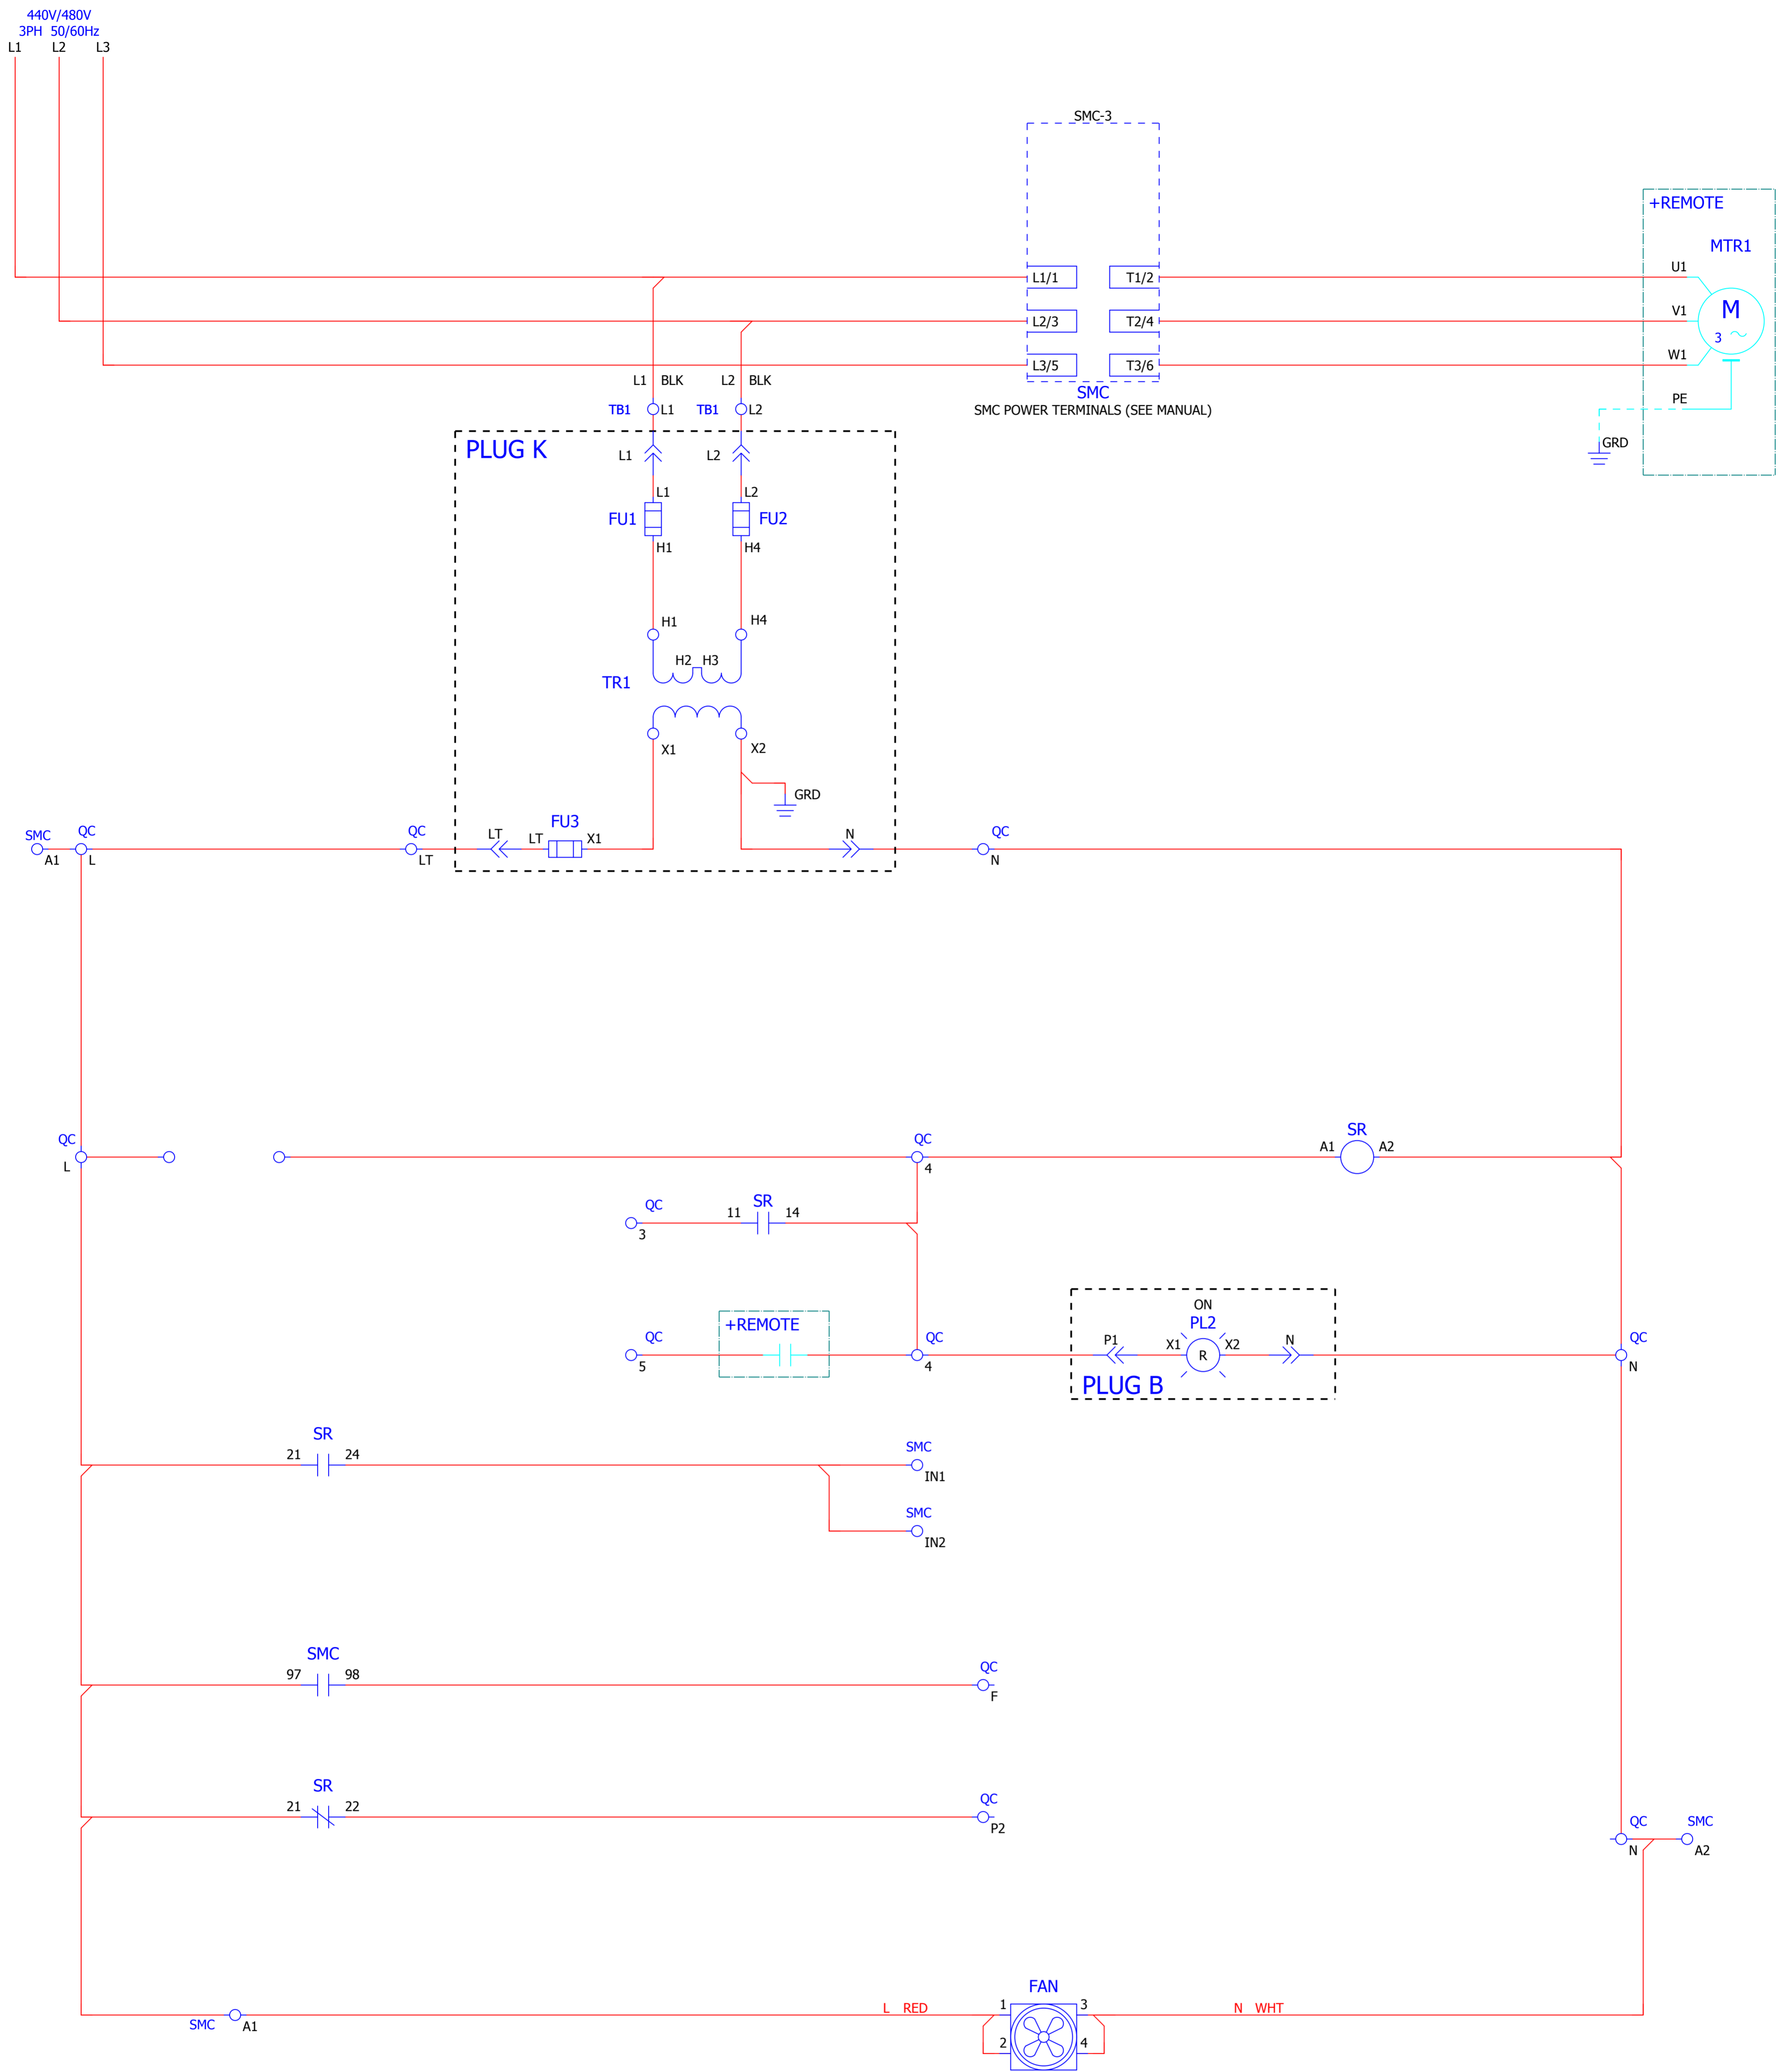 440V/480V
3PH 50/60Hz
L1 L2 L3
SMC-3
+REMOTE
MTR1
U1
L1/1 T1/2
V1 M
L2/3 T2/4
3
W1
L3/5 T3/6
L1 BLK L2 BLK
SMC
PE
TB1 L1 TB1 L2
SMC POWER TERMINALS (SEE MANUAL)
PLUG K
GRD
L1 L2
L1 L2
FU1 FU2
H1 H4
H1 H4
H2 H3
TR1
X1 X2
GRD
FU3
SMC QC QC LT LT X1 N QC
A1 L LT N
QC QC SR
A1 A2
L 4
QC SR
11 14
3
ON
+REMOTE PL2
QC QC P1 X1 X2 N QC
R
5 4 N
PLUG B
SR SMC
21 24
IN1
SMC
IN2
SMC QC
97 98
F
SR QC
21 22
P2
QC SMC
N A2
FAN
1 3
L RED N WHT
SMC A1
2 4